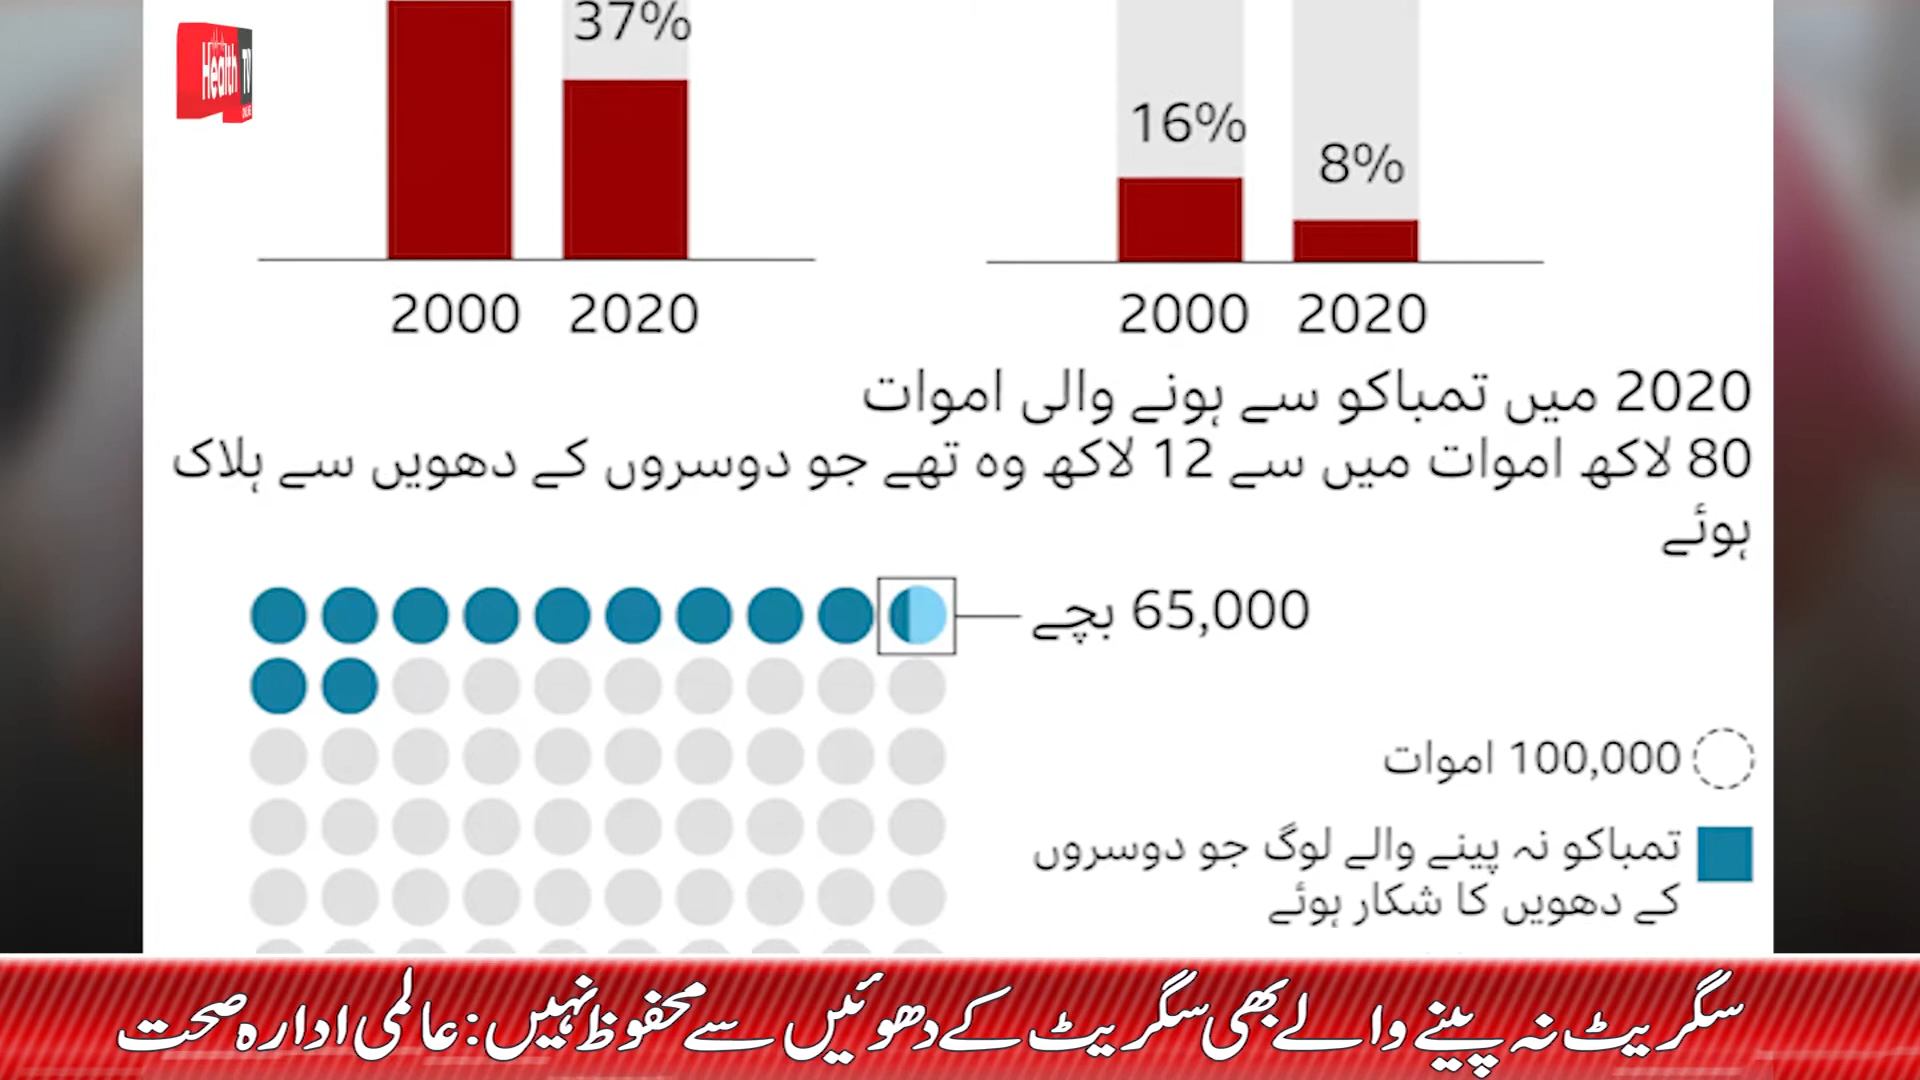 Health TV
ONLINE
37%
16%
8%
2000 2020
2000 2020
2020 میں تمباکو سے ہونے والی اموات
80 لاکھ اموات میں سے 12 لاکھ وہ تھے جو دوسروں کے دھویں سے ہلاک
ہوئے
65,000 بچے
100,000 اموات
تمباکو نہ پینے والے لوگ جو دوسروں
کے دھویں کا شکار ہوئے
سگریٹ نہ پینے والے بھی سگریٹ کے دھوئیں سے محفوظ نہیں: عالمی ادارہ صحت